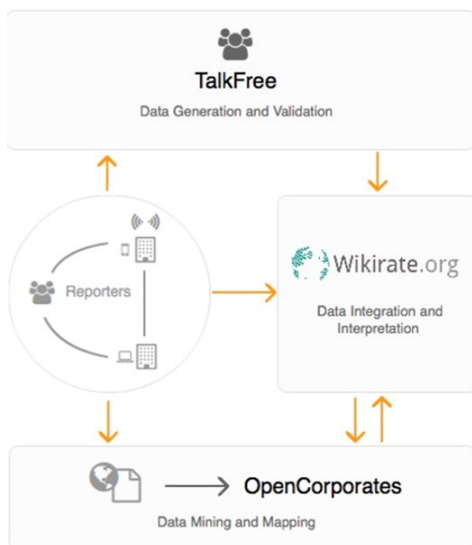 TalkFree
Data Generation and Validation
Reporters
Wikirate.org
Data Integration and
Interpretation
OpenCorporates
Data Mining and Mapping